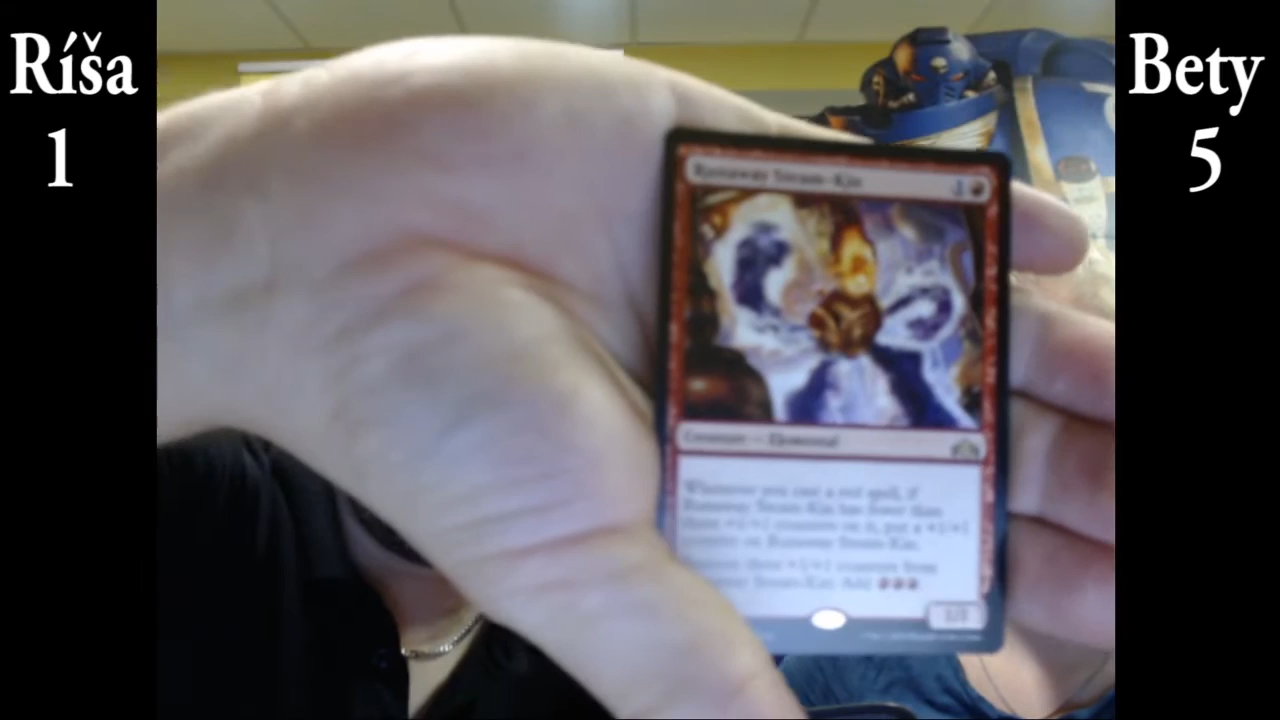 Ríša
1
Bety
5
Runaway Steam-Kin
1
Creature — Elemental
Whenever you cast a red spell, if
Runaway Steam-Kin has fewer than
three +1/+1 counters on it, put a +1/+1
counter on Runaway Steam-Kin.
three +1/+1 counters from
Steam-Kin: Add
1/1